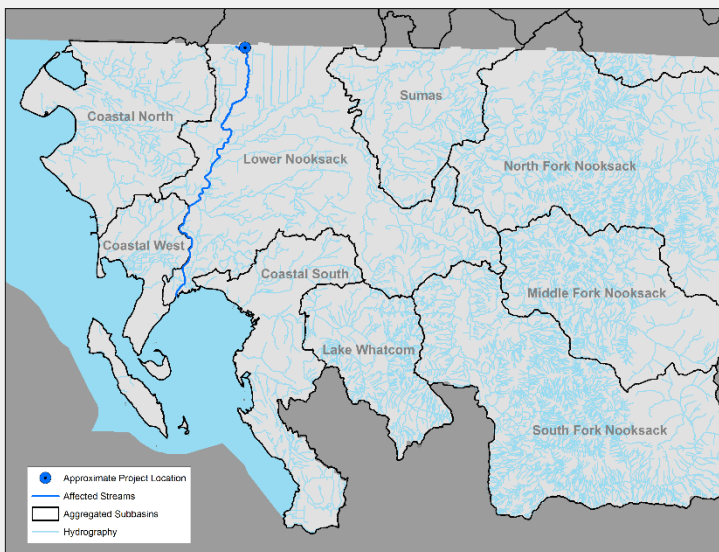 Coastal North
Sumas
Lower Nooksack
North Fork Nooksack
Coastal West
Coastal South
Middle Fork Nooksack
Lake Whatcom
South Fork Nooksack
Approximate Project Location
Affected Streams
Aggregated Subbasins
Hydrography